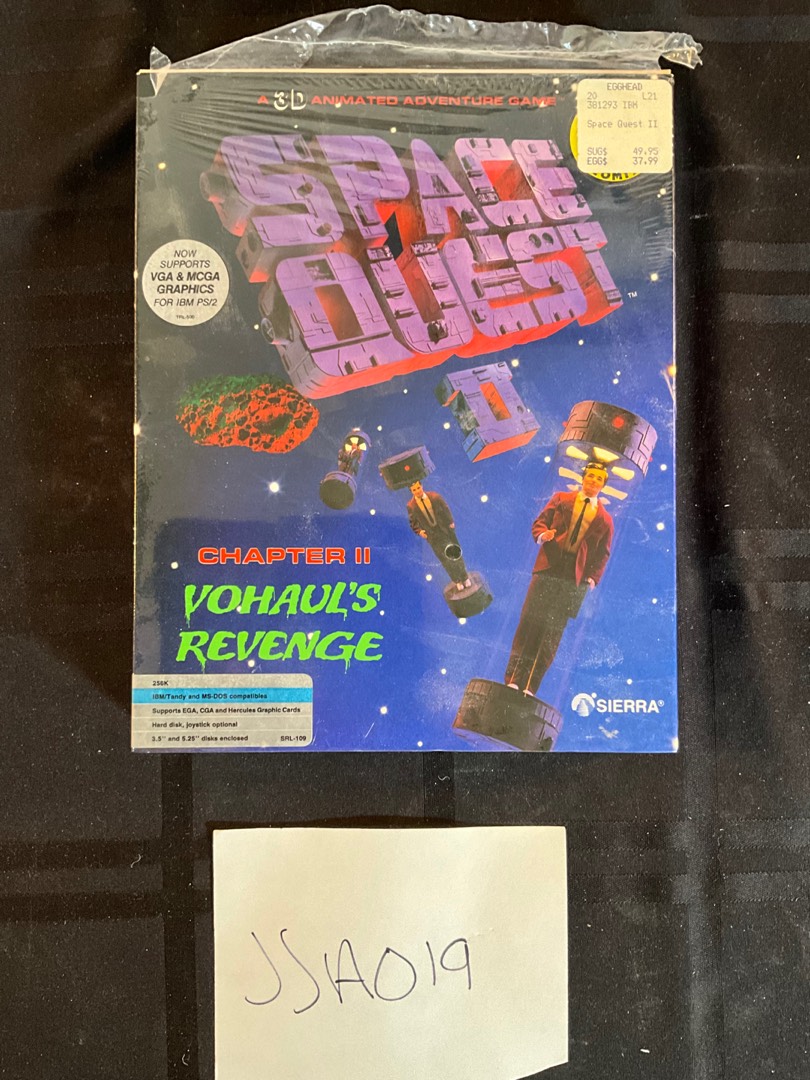 A 3D ANIMATED ADVENTURE GAME
EGGHEAD
20 L21
381293 IBM
Space Quest II
SUG$ 49.95
EGG$ 37.99
SPACE
QUEST
TM
II
NOW
SUPPORTS
VGA & MCGA
GRAPHICS
FOR IBM PS/2
CHAPTER II
VOHAUL'S
REVENGE
256K
IBM/Tandy and MS-DOS compatibles
Supports EGA, CGA and Hercules Graphic Cards
Hard disk, joystick optional
3.5" and 5.25" disks enclosed SRL-109
SIERRA®
JJA019